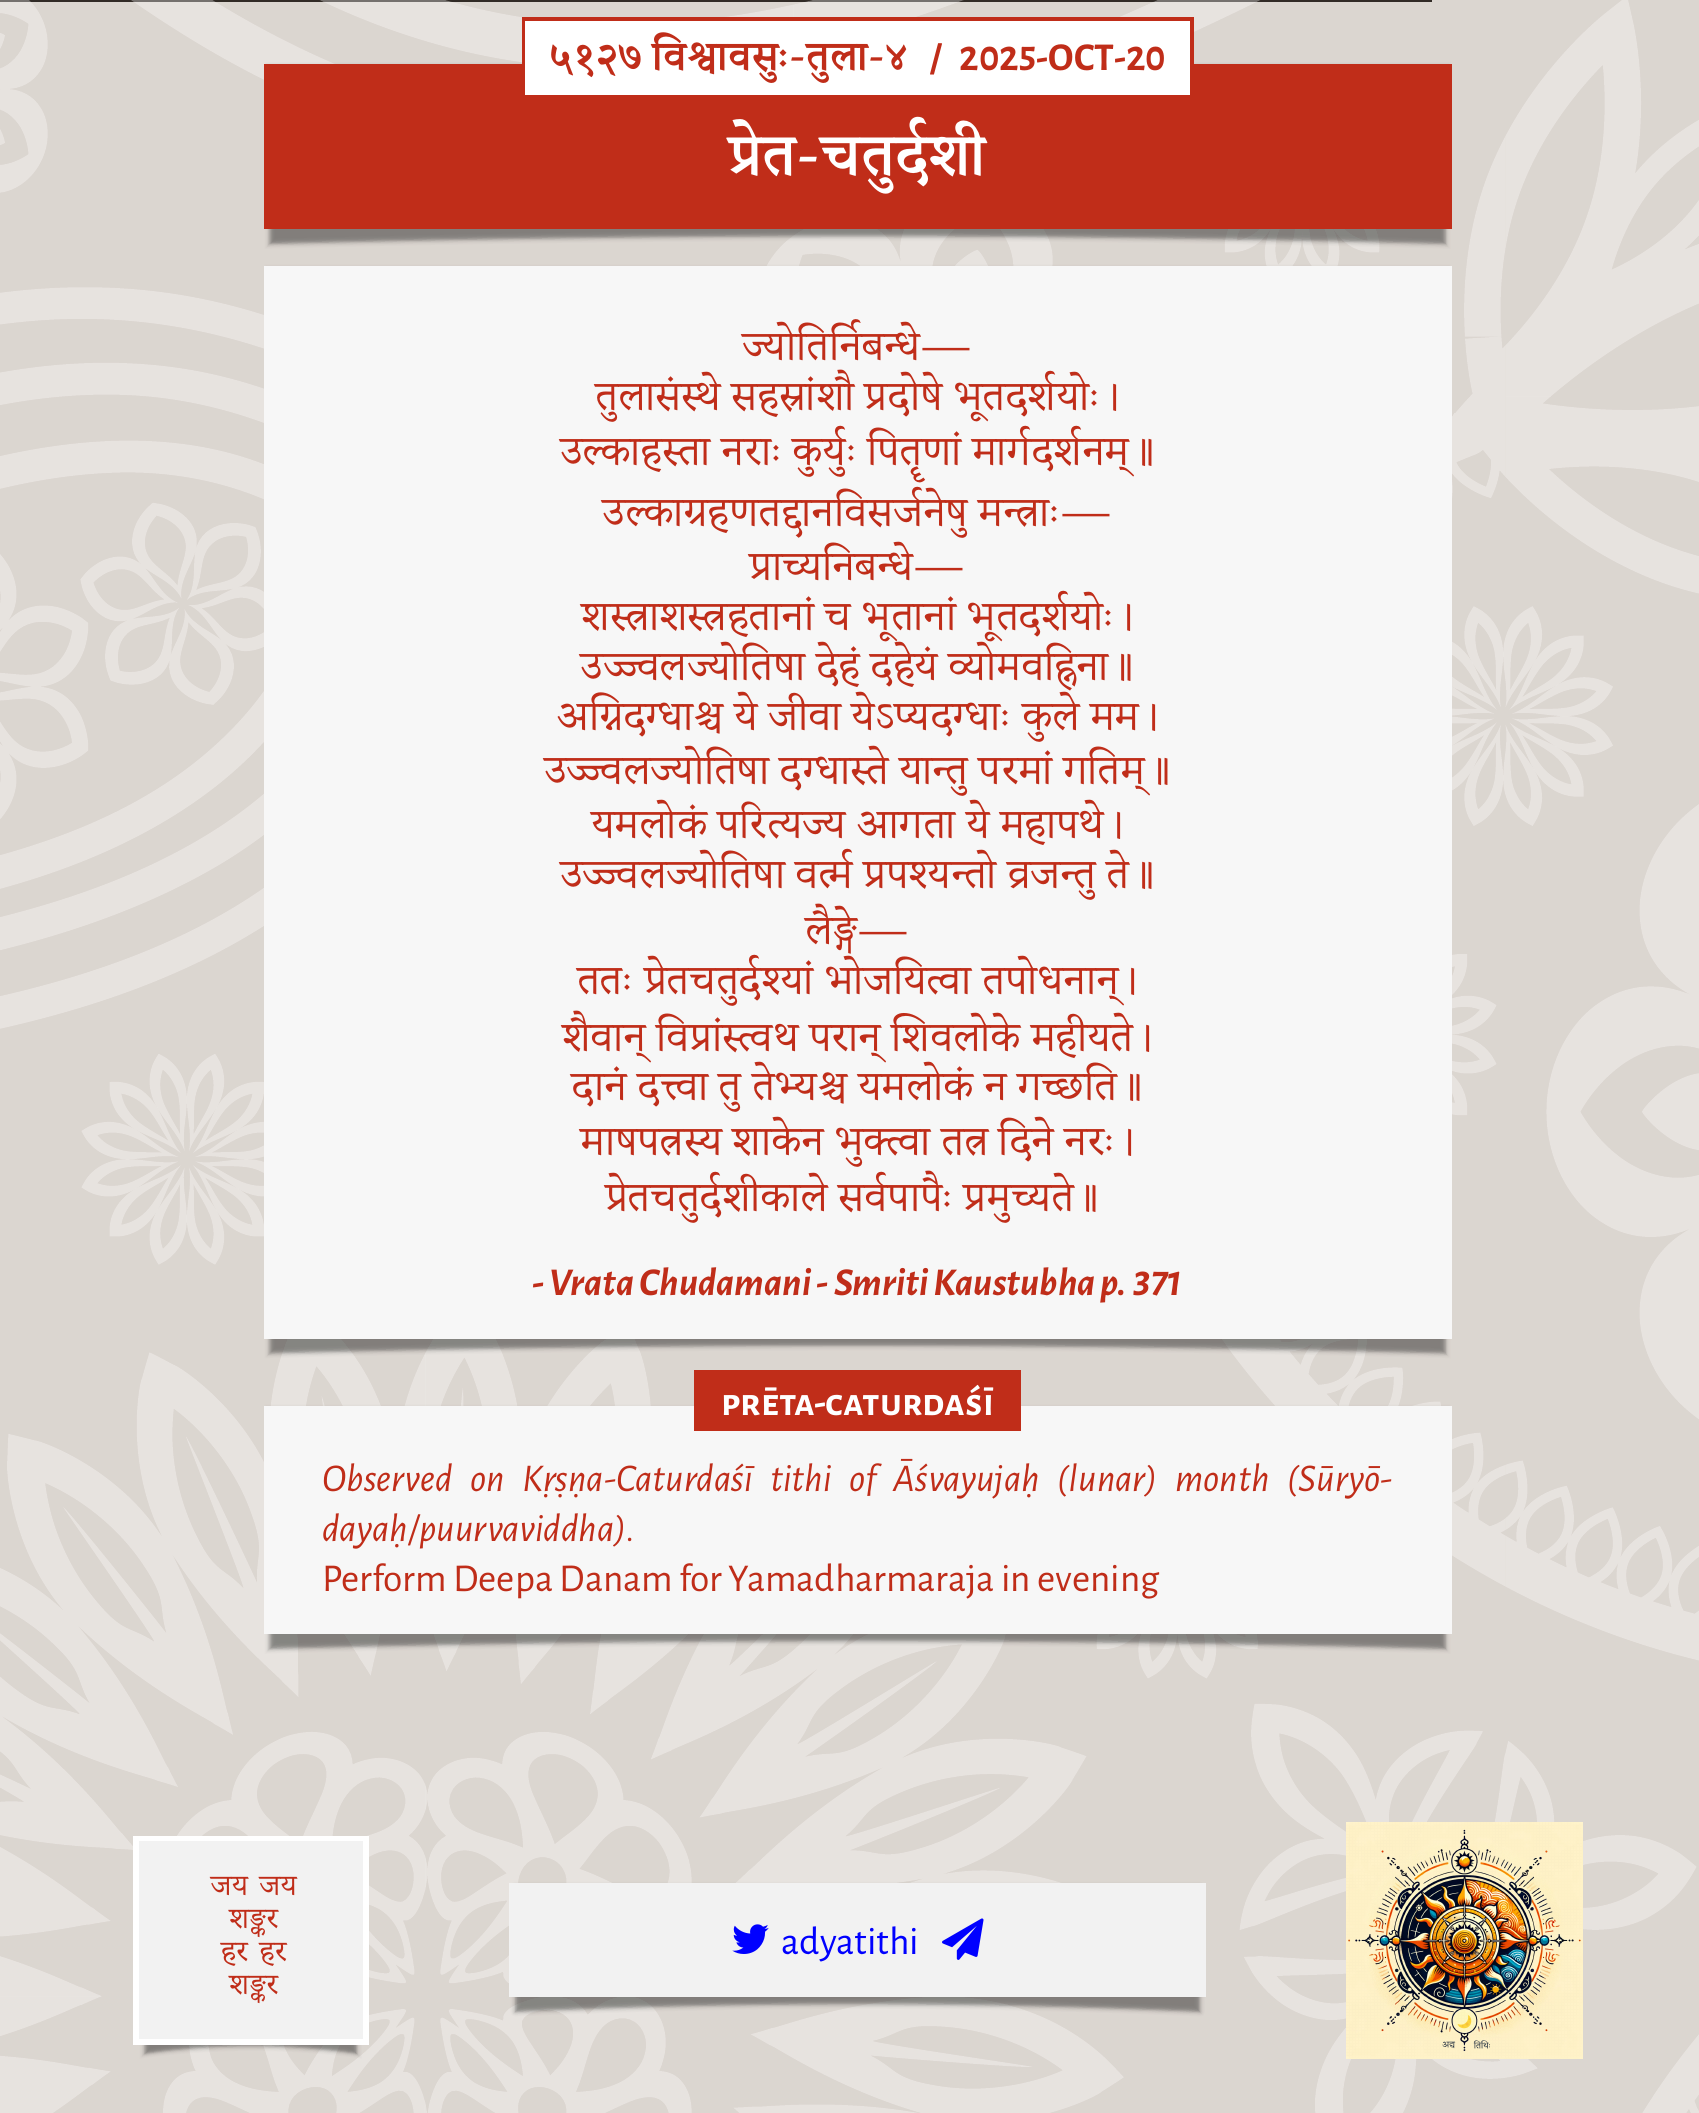 ५१२७ विश्वावसुः-तुला-४ / 2025-OCT-20
प्रेत-चतुर्दशी
ज्योतिर्निबन्धे—
तुलासंस्थे सहस्रांशौ प्रदोषे भूतदर्शयोः।
उल्काहस्ता नराः कुर्युः पितॄणां मार्गदर्शनम्॥
उल्काग्रहणतद्दानविसर्जनेषु मन्त्राः—
प्राच्यनिबन्धे—
शस्त्राशस्त्रहतानां च भूतानां भूतदर्शयोः।
उज्ज्वलज्योतिषा देहं दहेयं व्योमवह्निना॥
अग्निदग्धाश्च ये जीवा येऽप्यदग्धाः कुले मम।
उज्ज्वलज्योतिषा दग्धास्ते यान्तु परमां गतिम्॥
यमलोकं परित्यज्य आगता ये महापथे।
उज्ज्वलज्योतिषा वर्त्म प्रपश्यन्तो व्रजन्तु ते॥
लैङ्गे—
ततः प्रेतचतुर्दश्यां भोजयित्वा तपोधनान्।
शैवान् विप्रांस्त्वथ परान् शिवलोके महीयते।
दानं दत्त्वा तु तेभ्यश्च यमलोकं न गच्छति॥
माषपत्रस्य शाकेन भुक्त्वा तत्र दिने नरः।
प्रेतचतुर्दशीकाले सर्वपापैः प्रमुच्यते॥
- Vrata Chudamani - Smriti Kaustubha p. 371
PRĒTA-CATURDAŚĪ
Observed on Kṛṣṇa-Caturdaśī tithi of Āśvayujaḥ (lunar) month (Sūryō-
dayaḥ/puurvaviddha).
Perform Deepa Danam for Yamadharmaraja in evening
जय जय
शङ्कर
हर हर
शङ्कर
adyatithi
अद्य तिथिः